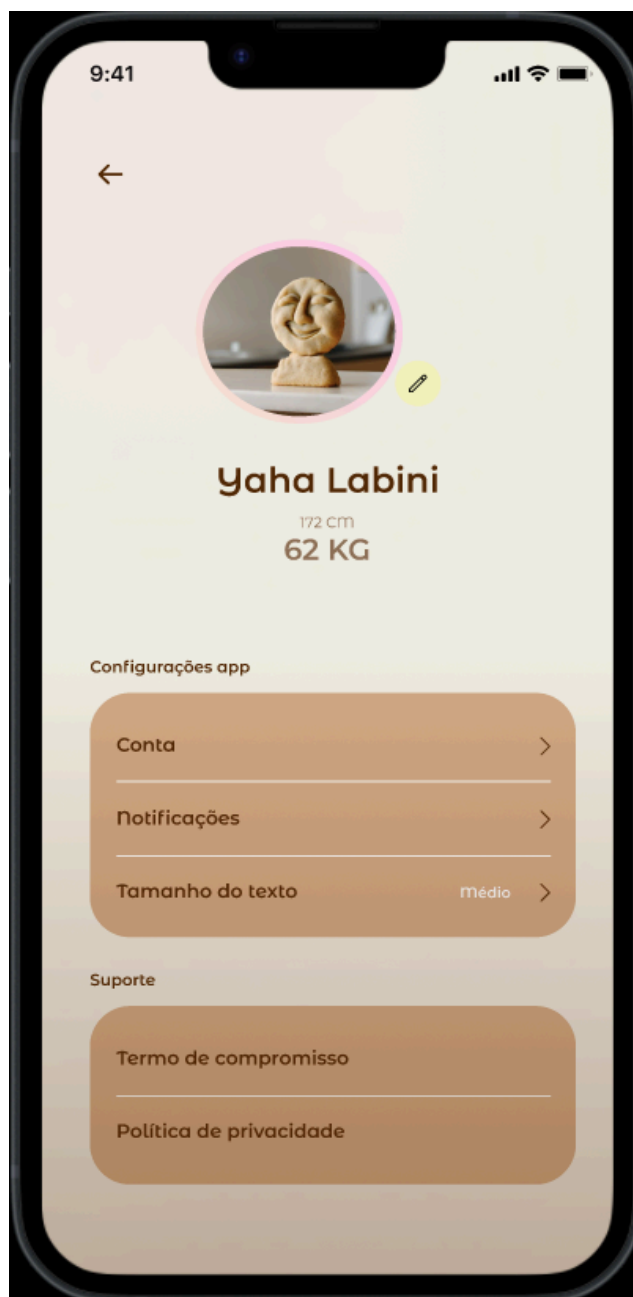 9:41
Yaha Labini
172 cm
62 KG
Configurações app
Conta
Notificações
Tamanho do texto Médio
Suporte
Termo de compromisso
Política de privacidade